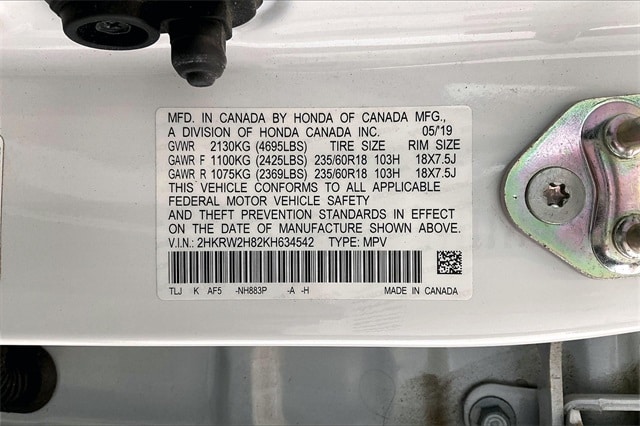 MFD. IN CANADA BY HONDA OF CANADA MFG.,
A DIVISION OF HONDA CANADA INC. 05/'19
GVWR 2130KG (4695LBS) TIRE SIZE RIM SIZE
GAWR F 1100KG (2425LBS) 235/60R18 103H 18X7.5J
GAWR R 1075KG (2369LBS) 235/60R18 103H 18X7.5J
THIS VEHICLE CONFORMS TO ALL APPLICABLE
FEDERAL MOTOR VEHICLE SAFETY
AND THEFT PREVENTION STANDARDS IN EFFECT
ON THE DATE OF MANUFACTURE SHOWN ABOVE.
V.I.N.: 2HKRW2H82KH634542 TYPE: MPV
TLJ K AF5 -NH883P -A -H MADE IN CANADA